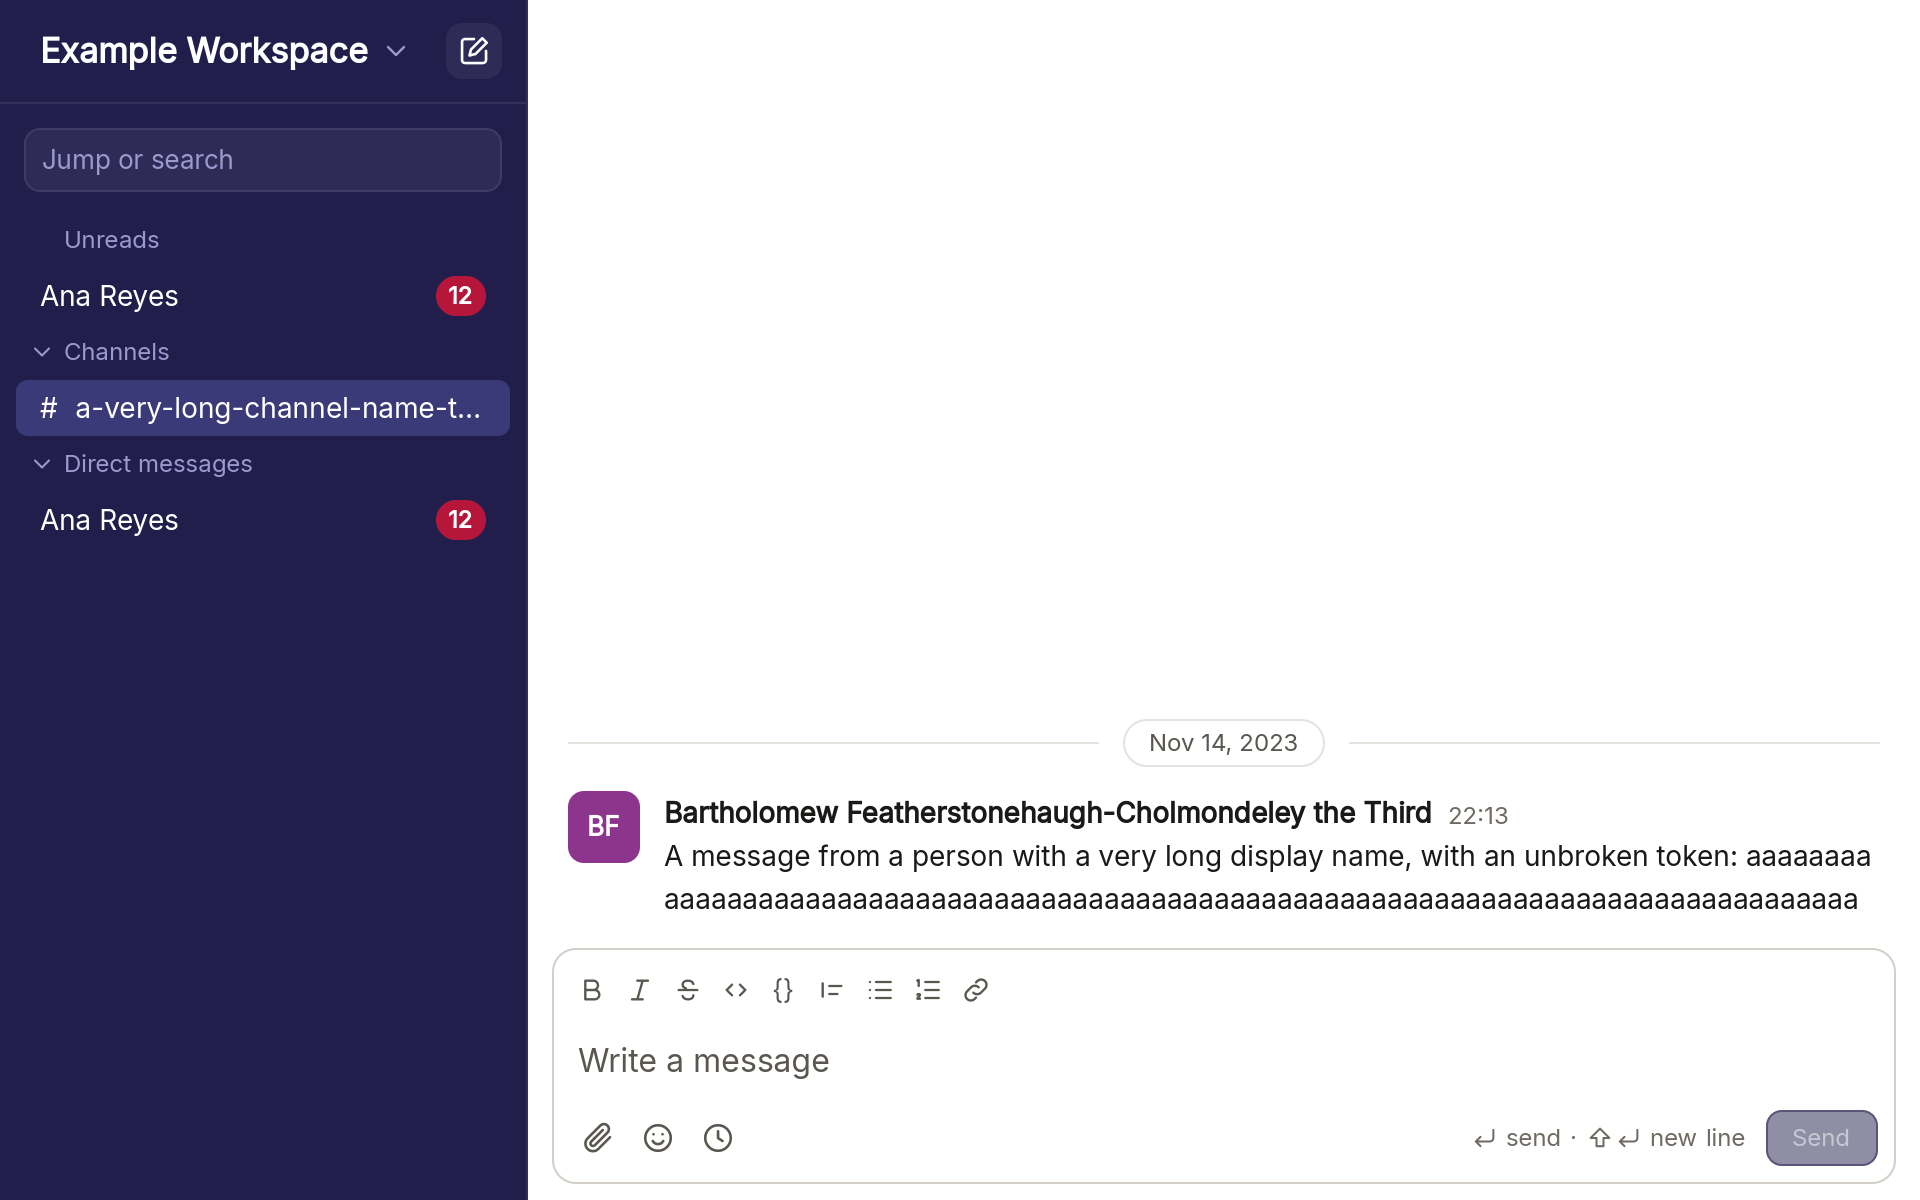 Example Workspace
Jump or search
Unreads
Ana Reyes 12
Channels
# a-very-long-channel-name-t...
Direct messages
Ana Reyes 12
Nov 14, 2023
BF
Bartholomew Featherstonehaugh-Cholmondeley the Third 22:13
A message from a person with a very long display name, with an unbroken token: aaaaaaaa
aaaaaaaaaaaaaaaaaaaaaaaaaaaaaaaaaaaaaaaaaaaaaaaaaaaaaaaaaaaaaaaaaaaaaaaaaaaa
Write a message
send · new line
Send